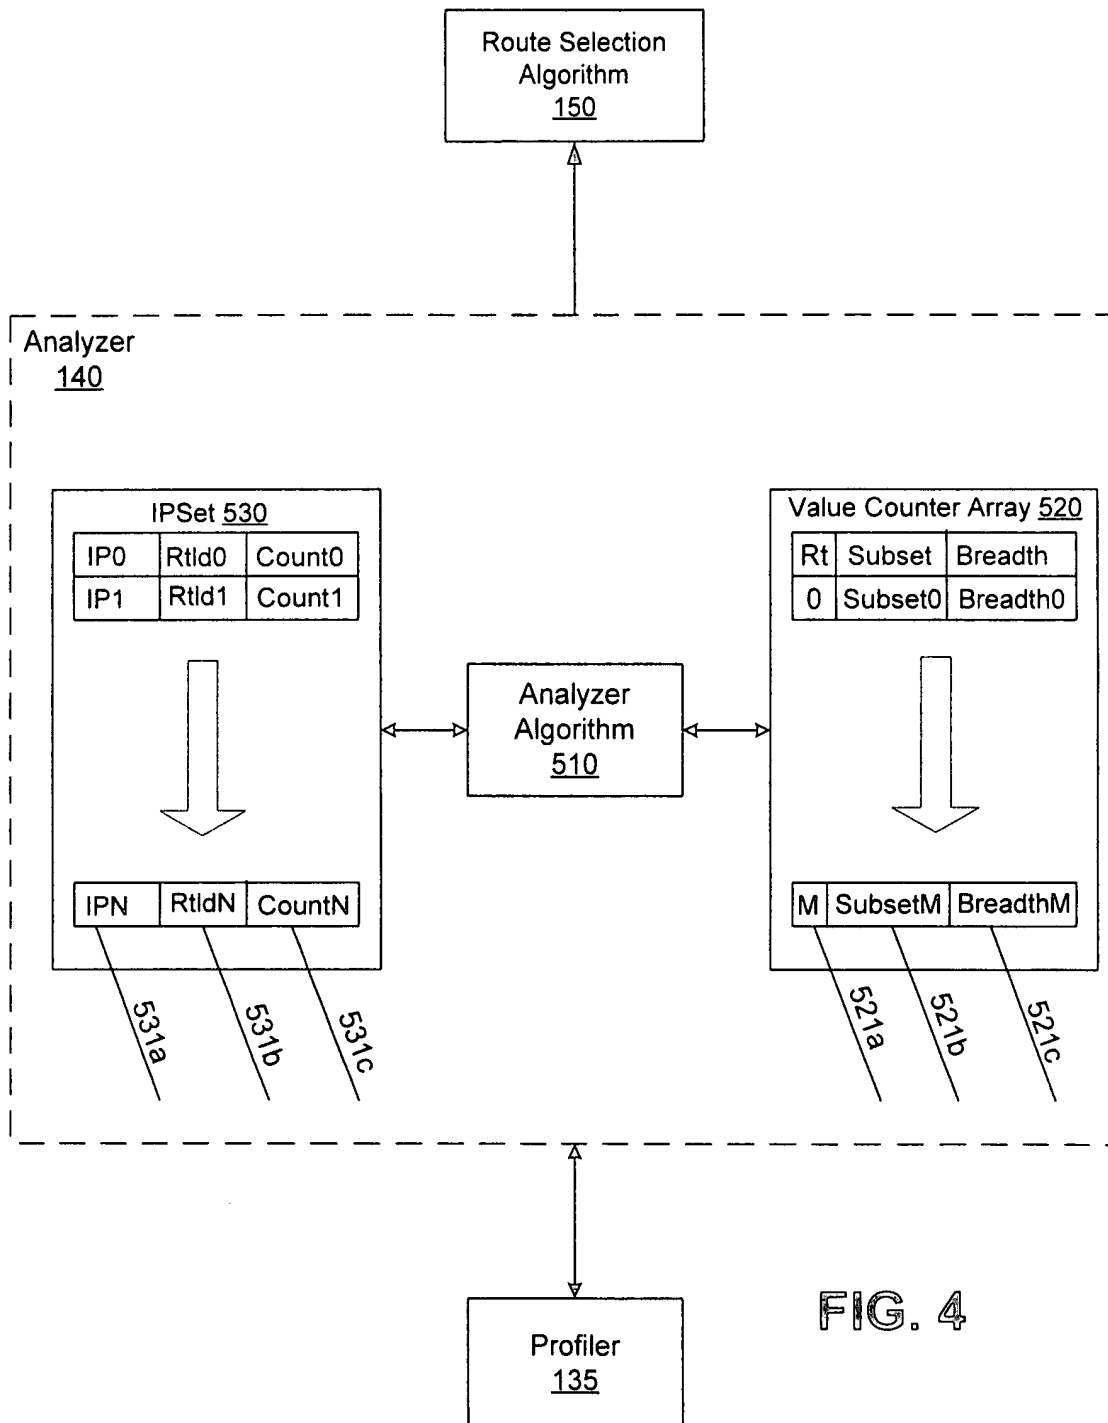 Route Selection
Algorithm
150
Analyzer
140
IPSet 530
IP0 RtId0 Count0
IP1 RtId1 Count1
IPN RtIdN CountN
531a 531b 531c
Analyzer
Algorithm
510
Value Counter Array 520
Rt Subset Breadth
0 Subset0 Breadth0
M SubsetM BreadthM
521a 521b 521c
Profiler
135
FIG. 4